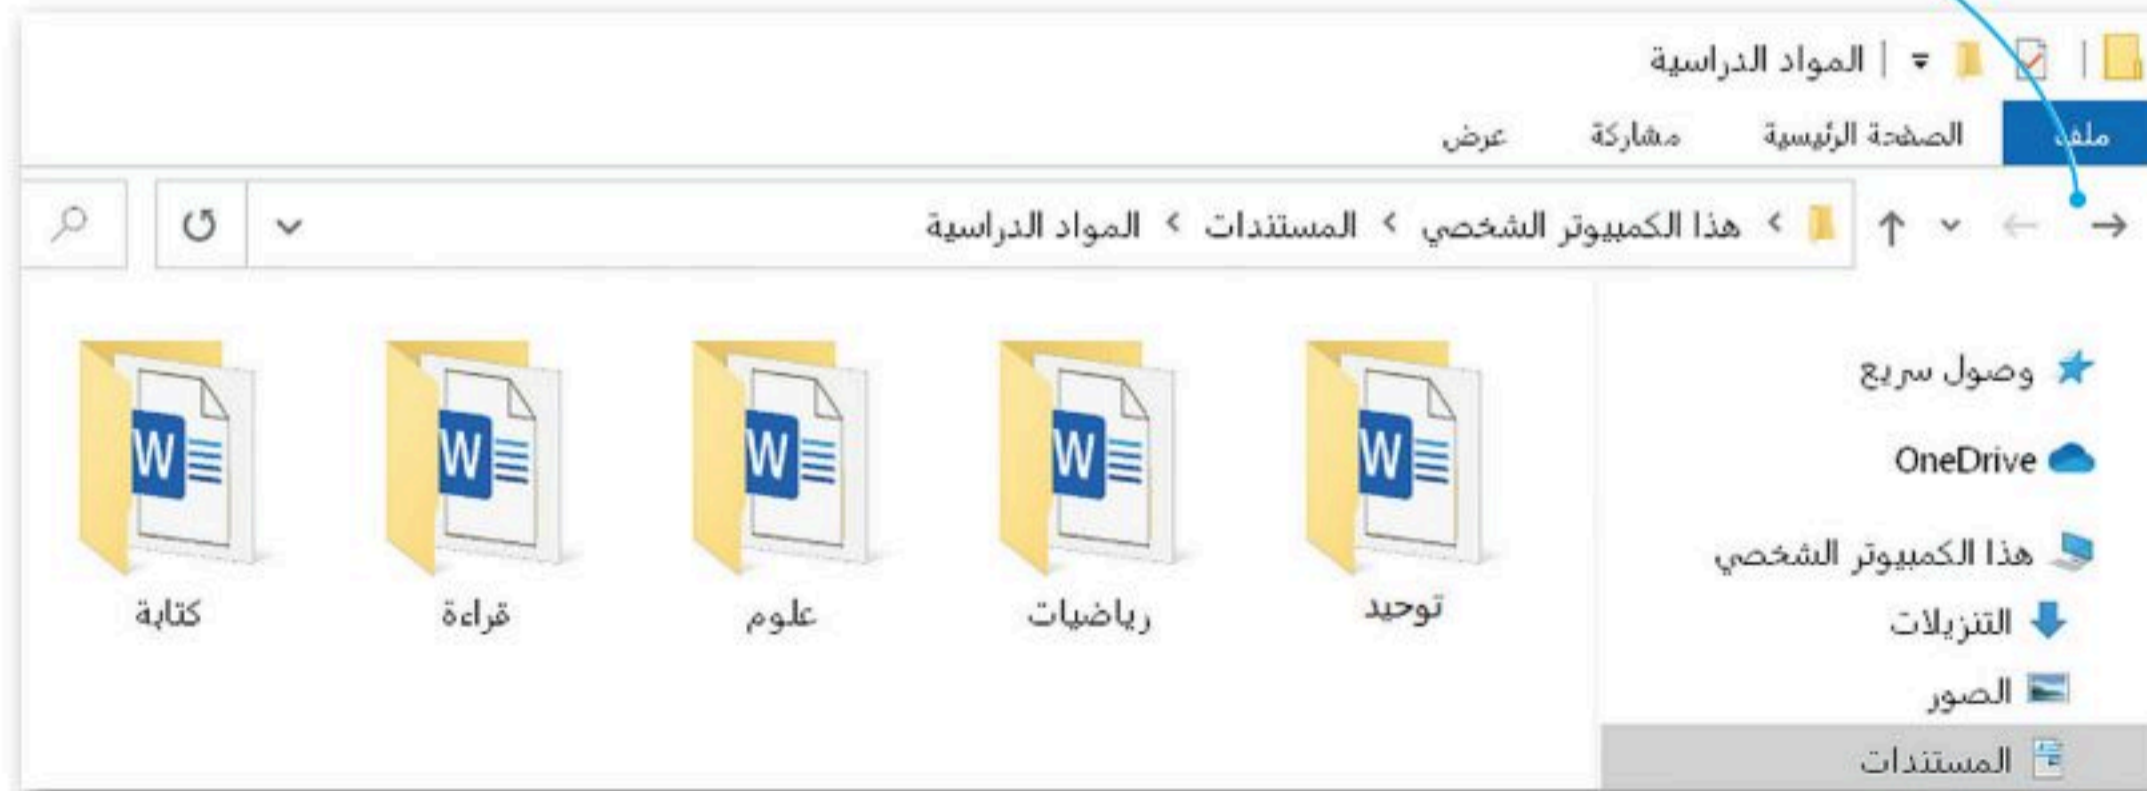 المواد الدراسية
ملف الصفحة الرئيسية مشاركة عرض
هذا الكمبيوتر الشخصي > المستندات > المواد الدراسية
وصول سريع
OneDrive
هذا الكمبيوتر الشخصي
التنزيلات
الصور
المستندات
توحيد رياضيات علوم قراءة كتابة
W W W W W